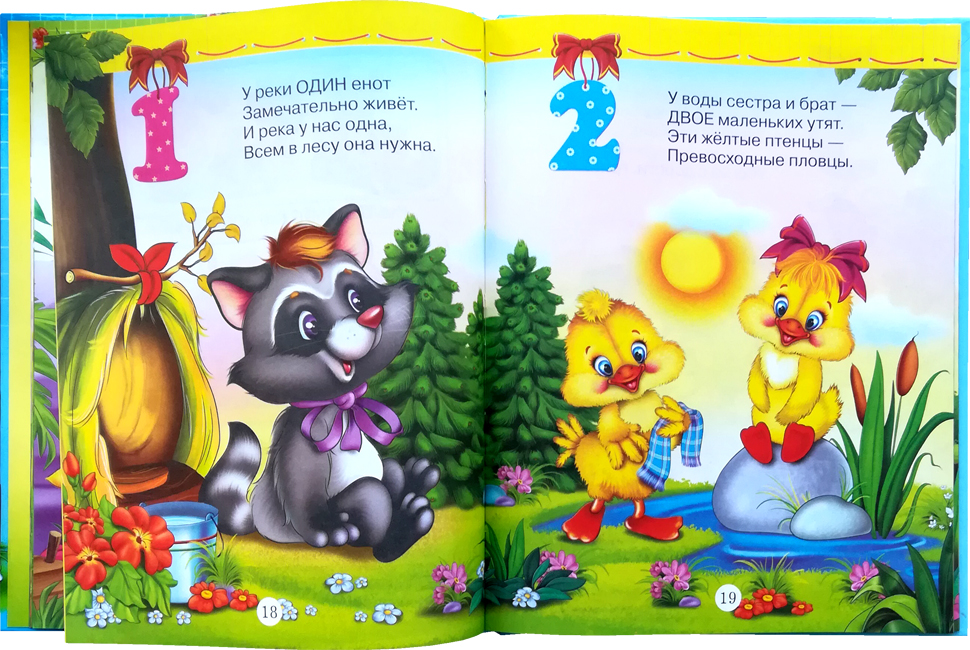 1
У реки ОДИН енот
Замечательно живёт.
И река у нас одна,
Всем в лесу она нужна.
18
2
У воды сестра и брат —
ДВОЕ маленьких утят.
Эти жёлтые птенцы —
Превосходные пловцы.
19